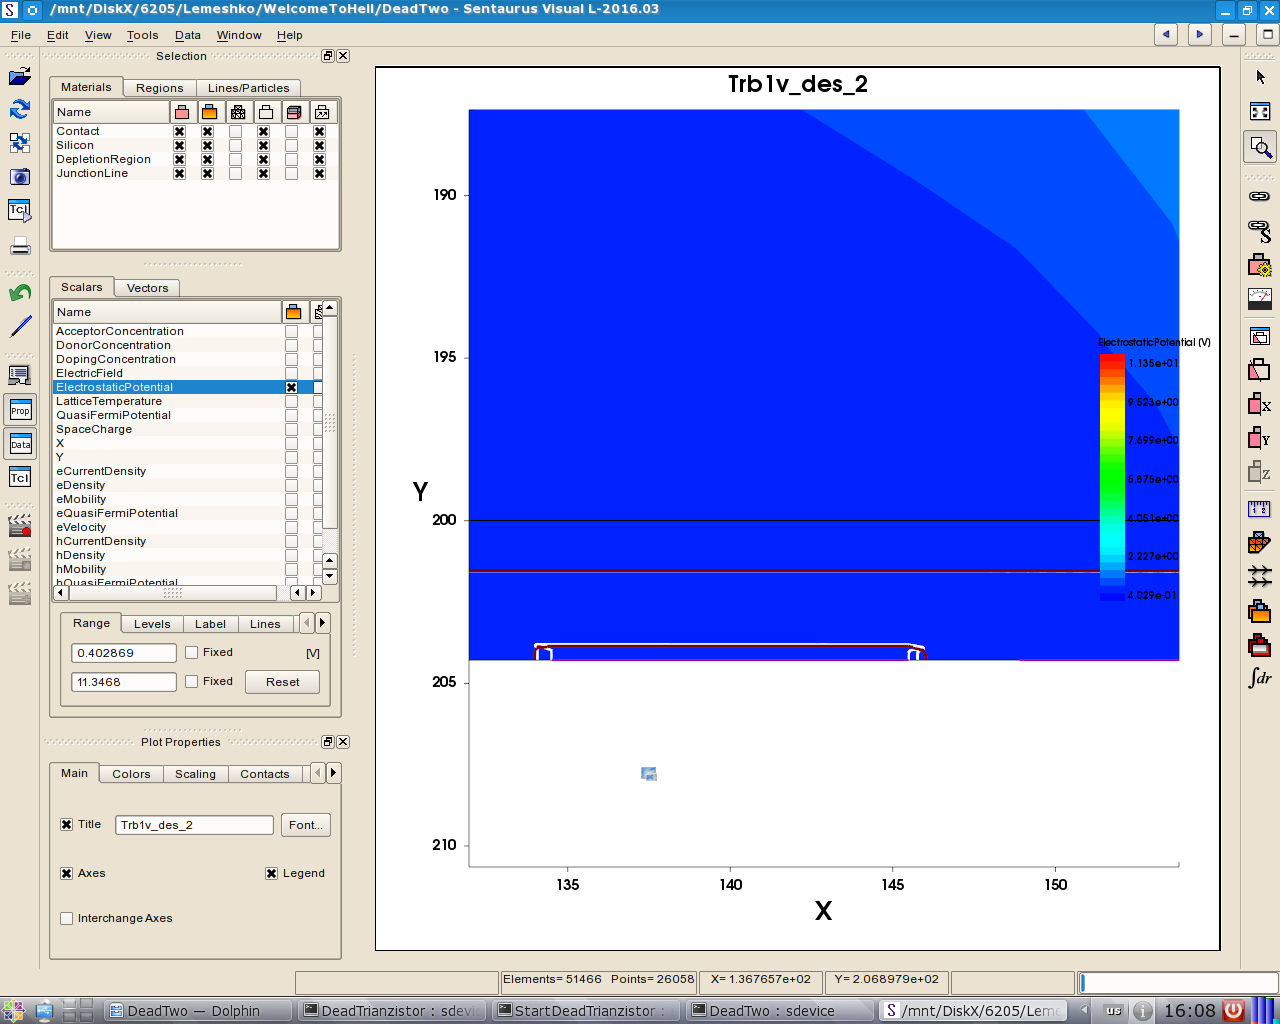 /mnt/DiskX/6205/Lemeshko/WelcomeToHell/DeadTwo - Sentaurus Visual L-2016.03
File Edit View Tools Data Window Help
Selection
Materials Regions Lines/Particles
Name
Contact
Silicon
DepletionRegion
JunctionLine
Scalars Vectors
Name
AcceptorConcentration
DonorConcentration
DopingConcentration
ElectricField
ElectrostaticPotential
LatticeTemperature
QuasiFermiPotential
SpaceCharge
X
Y
eCurrentDensity
eDensity
eMobility
eQuasiFermiPotential
eVelocity
hCurrentDensity
hDensity
hMobility
hQuasiFermiPotential
Range Levels Label Lines
0.402869 Fixed [V]
11.3468 Fixed Reset
Plot Properties
Main Colors Scaling Contacts
Title Trb1v_des_2 Font...
Axes Legend
Interchange Axes
Tcl
Prop
Data
Tcl
Trb1v_des_2
190
195
200
205
210
Y
135 140 145 150
X
ElectrostaticPotential (V)
1.135e+01
9.523e+00
7.699e+00
5.875e+00
4.051e+00
2.227e+00
4.029e-01
S
X
Y
Z
∫dr
Elements= 51466 Points= 26058 X= 1.367657e+02 Y= 2.068979e+02
DeadTwo — Dolphin DeadTrianzistor : sdevi StartDeadTrianzistor : DeadTwo : sdevice /mnt/DiskX/6205/Leme us 16:08